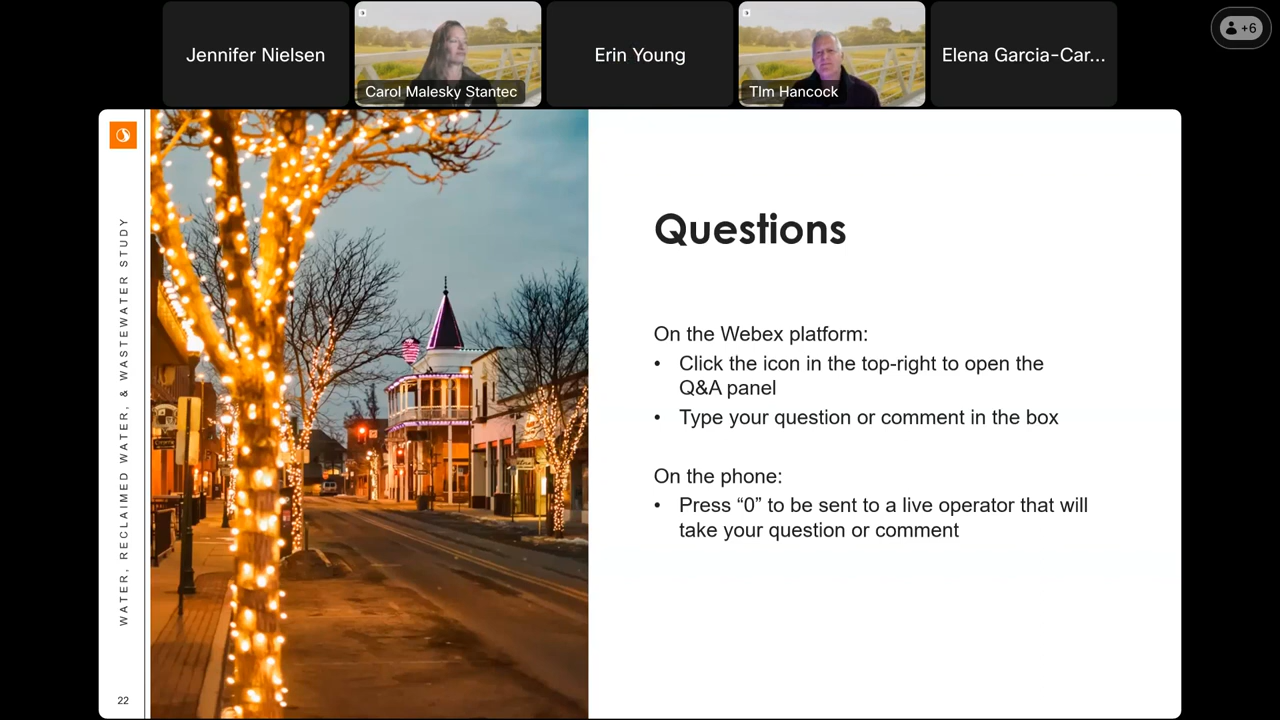 Jennifer Nielsen
Carol Malesky Stantec
Erin Young
TIm Hancock
Elena Garcia-Car...
+6
WATER, RECLAIMED WATER, & WASTEWATER STUDY
22
Questions
On the Webex platform:
• Click the icon in the top-right to open the
Q&A panel
• Type your question or comment in the box
On the phone:
• Press “0” to be sent to a live operator that will
take your question or comment